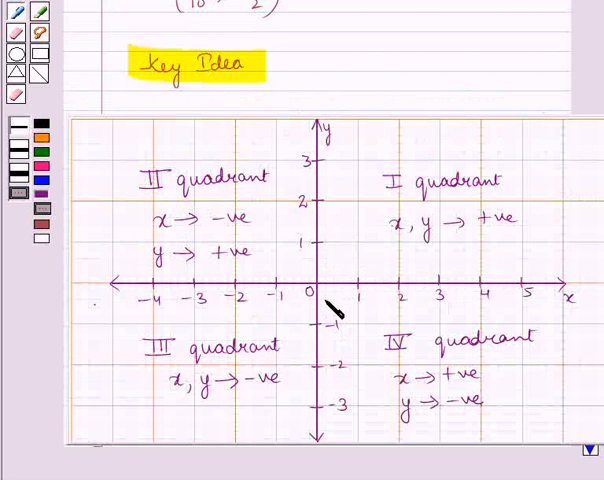 Key Idea
y
II quadrant
x → -ve
y → +ve
I quadrant
x, y → +ve
3
2
1
-4 -3 -2 -1 0 1 2 3 4 5 x
-1
-2
-3
III quadrant
x, y → -ve
IV quadrant
x → +ve
y → -ve